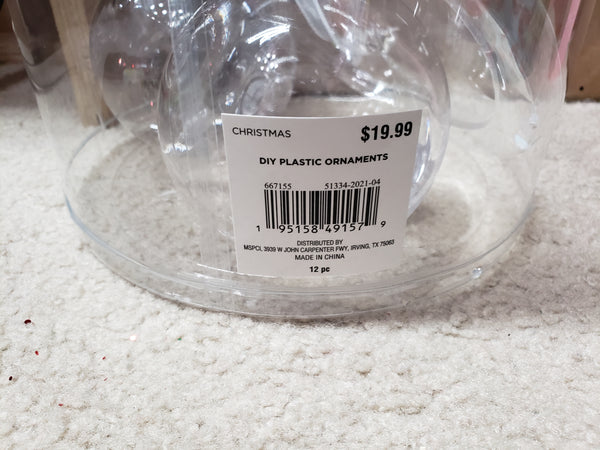 CHRISTMAS $19.99
DIY PLASTIC ORNAMENTS
667155 51334-2021-04
1 95158 49157 9
DISTRIBUTED BY
MSPCI, 3939 W JOHN CARPENTER FWY, IRVING, TX 75063
MADE IN CHINA
12 pc